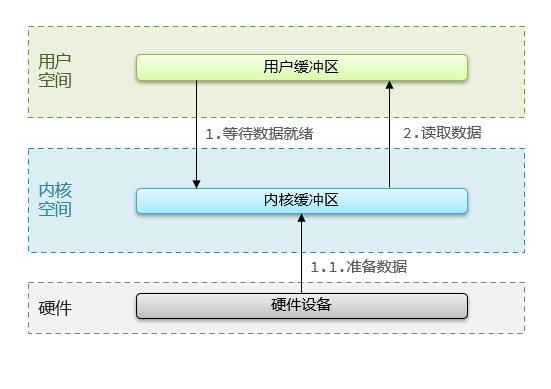 用户
空间
用户缓冲区
1.等待数据就绪
2.读取数据
内核
空间
内核缓冲区
1.1.准备数据
硬件
硬件设备